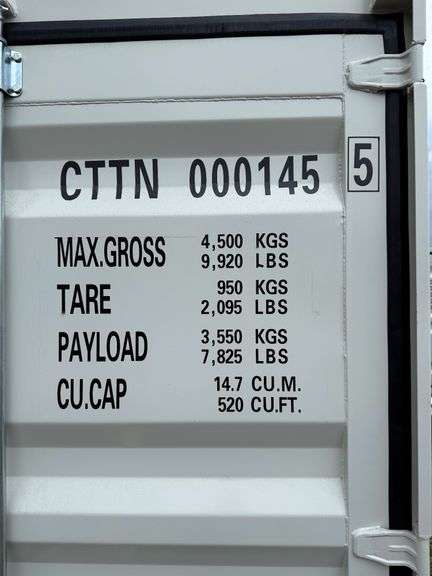 CTTN 000145 5
MAX.GROSS 4,500 KGS
9,920 LBS
TARE 950 KGS
2,095 LBS
PAYLOAD 3,550 KGS
7,825 LBS
CU.CAP 14.7 CU.M.
520 CU.FT.